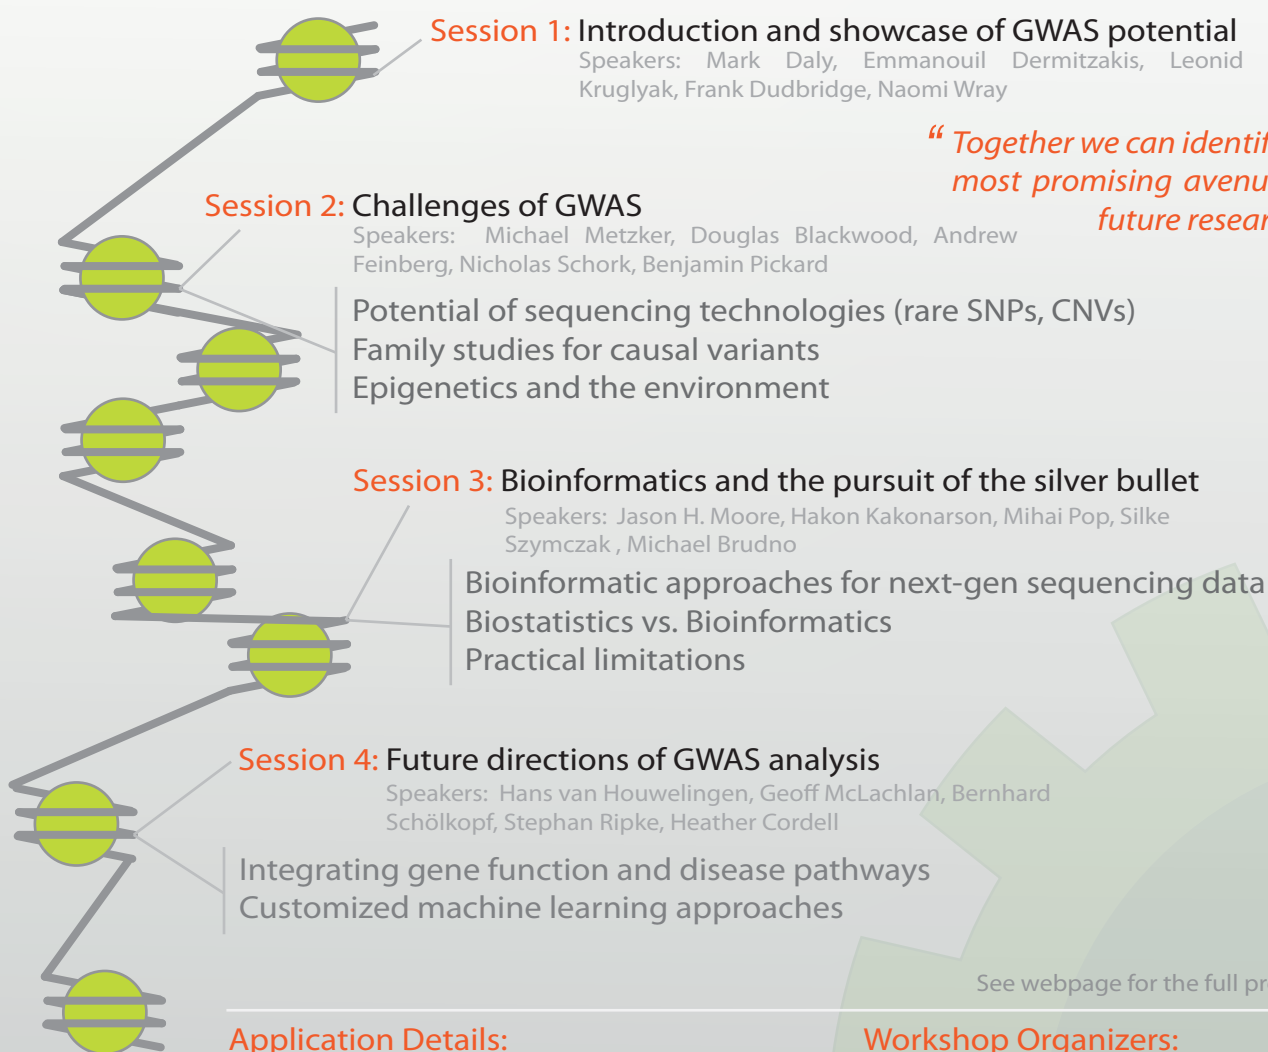 Session 1: Introduction and showcase of GWAS potential
Speakers: Mark Daly, Emmanouil Dermitzakis, Leonid
Kruglyak, Frank Dudbridge, Naomi Wray
“ Together we can identif
most promising avenu
future resear
Session 2: Challenges of GWAS
Speakers: Michael Metzker, Douglas Blackwood, Andrew
Feinberg, Nicholas Schork, Benjamin Pickard
Potential of sequencing technologies (rare SNPs, CNVs)
Family studies for causal variants
Epigenetics and the environment
Session 3: Bioinformatics and the pursuit of the silver bullet
Speakers: Jason H. Moore, Hakon Kakonarson, Mihai Pop, Silke
Szymczak , Michael Brudno
Bioinformatic approaches for next-gen sequencing data
Biostatistics vs. Bioinformatics
Practical limitations
Session 4: Future directions of GWAS analysis
Speakers: Hans van Houwelingen, Geoff McLachlan, Bernhard
Schölkopf, Stephan Ripke, Heather Cordell
Integrating gene function and disease pathways
Customized machine learning approaches
See webpage for the full pr
Application Details:
Workshop Organizers: